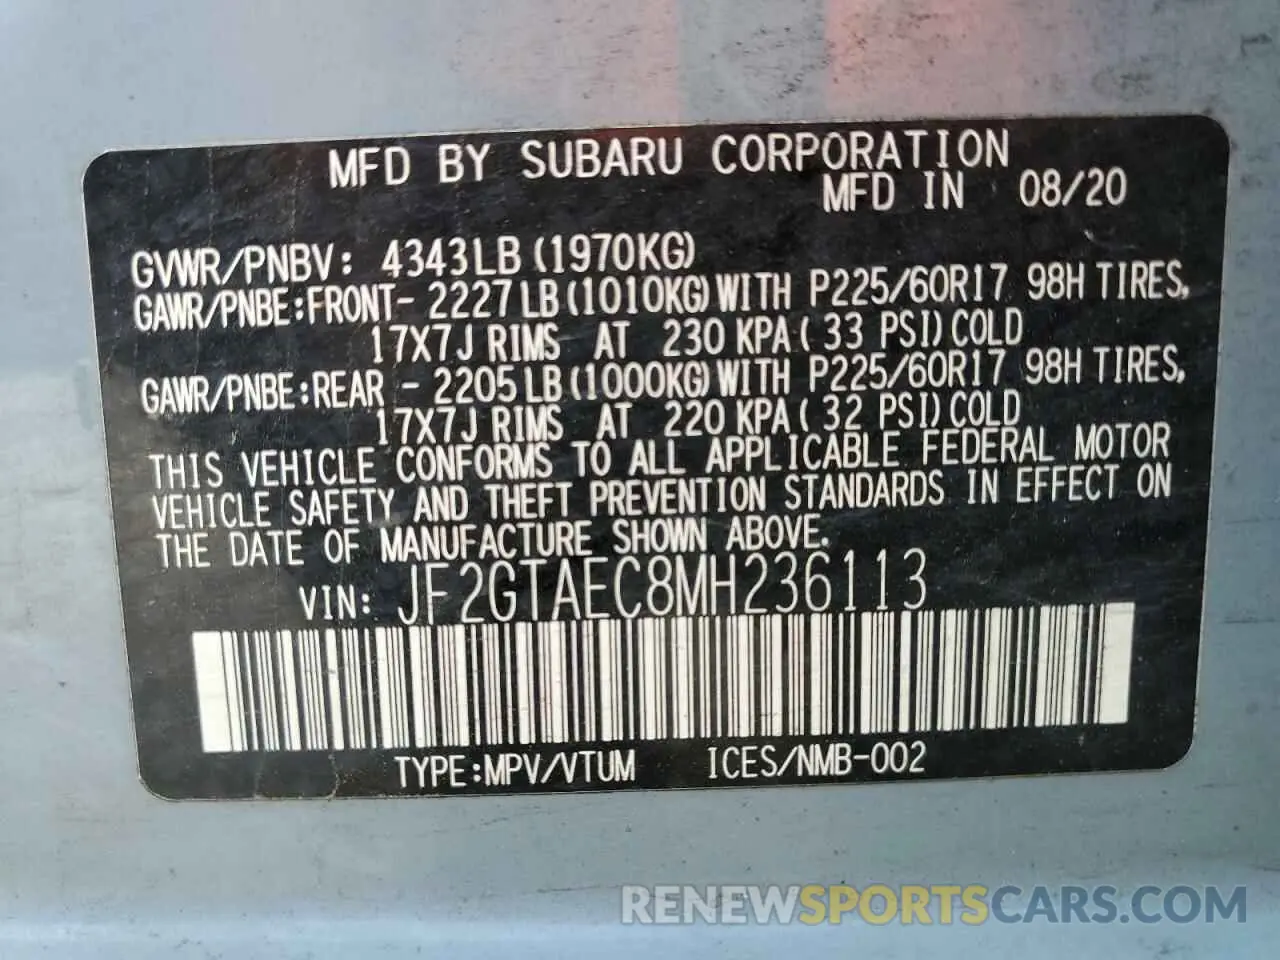 MFD BY SUBARU CORPORATION
MFD IN 08/20
GVWR/PNBV: 4343LB (1970KG)
GAWR/PNBE:FRONT- 2227LB(1010KG)WITH P225/60R17 98H TIRES,
17X7J RIMS AT 230 KPA( 33 PSI)COLD
GAWR/PNBE:REAR - 2205LB(1000KG)WITH P225/60R17 98H TIRES,
17X7J RIMS AT 220 KPA( 32 PSI)COLD
THIS VEHICLE CONFORMS TO ALL APPLICABLE FEDERAL MOTOR
VEHICLE SAFETY AND THEFT PREVENTION STANDARDS IN EFFECT ON
THE DATE OF MANUFACTURE SHOWN ABOVE.
VIN: JF2GTAEC8MH236113
TYPE:MPV/VTUM ICES/NMB-002
RENEWSPORTSCARS.COM